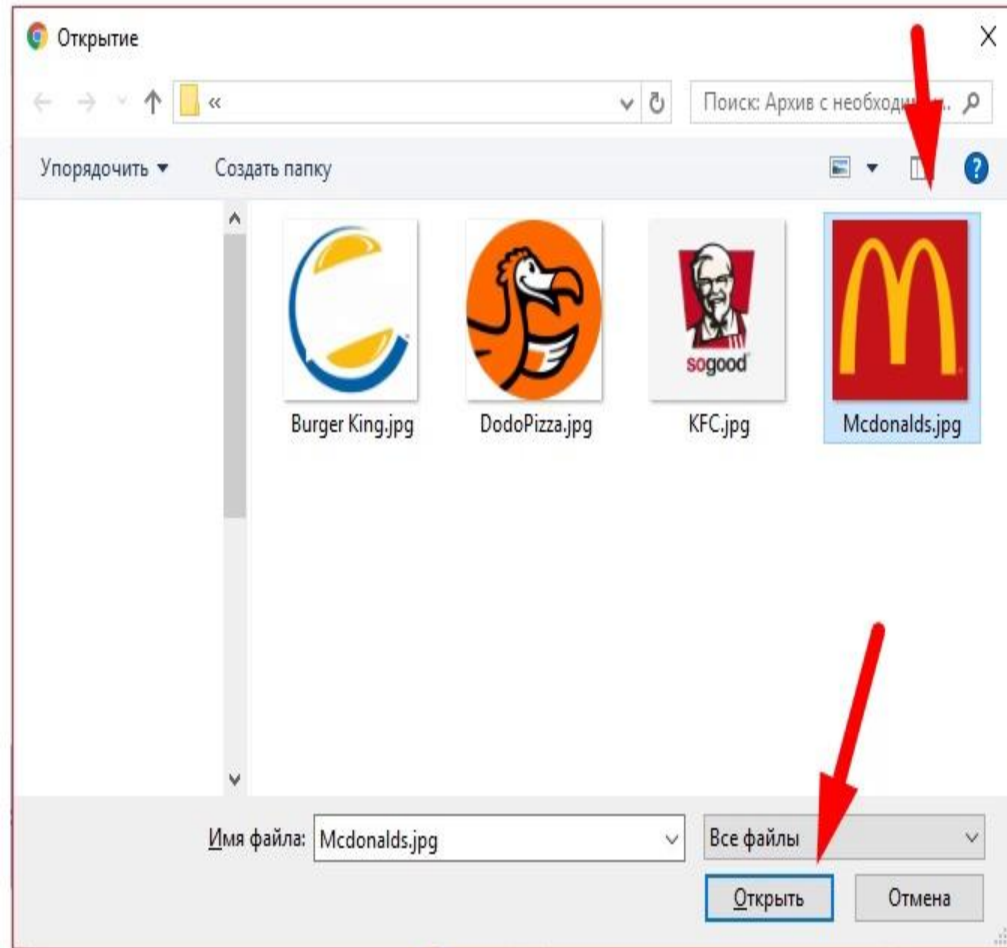 Открытие
«
Поиск: Архив с необходим...
Упорядочить
Создать папку
?
sogood
Burger King.jpg
DodoPizza.jpg
KFC.jpg
Mcdonalds.jpg
Имя файла:
Mcdonalds.jpg
Все файлы
Открыть
Отмена